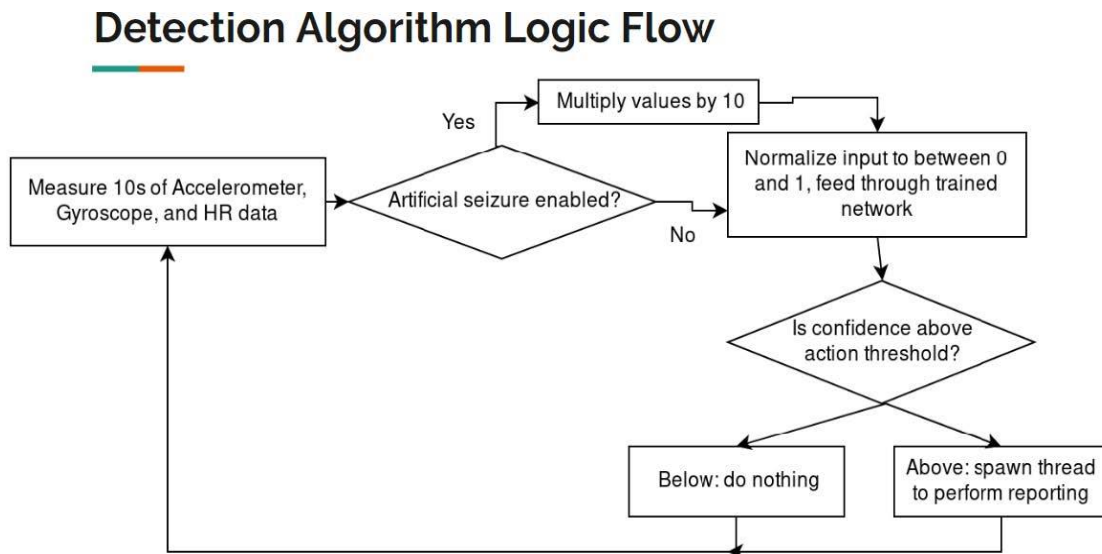 Detection Algorithm Logic Flow
Multiply values by 10
Yes
Measure 10s of Accelerometer,
Gyroscope, and HR data
Artificial seizure enabled?
Normalize input to between 0
and 1, feed through trained
network
No
Is confidence above
action threshold?
Below: do nothing
Above: spawn thread
to perform reporting